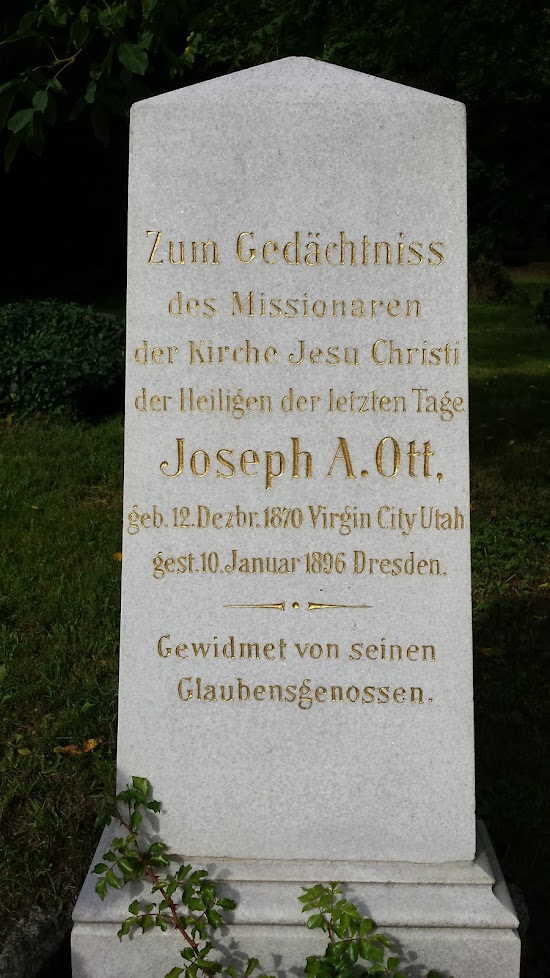 Zum Gedächtniss
des Missionaren
der Kirche Jesu Christi
der Heiligen der letzten Tage
Joseph A. Ott,
geb. 12. Dezbr. 1870 Virgin City Utah
gest. 10. Januar 1896 Dresden.
Gewidmet von seinen
Glaubensgenossen.